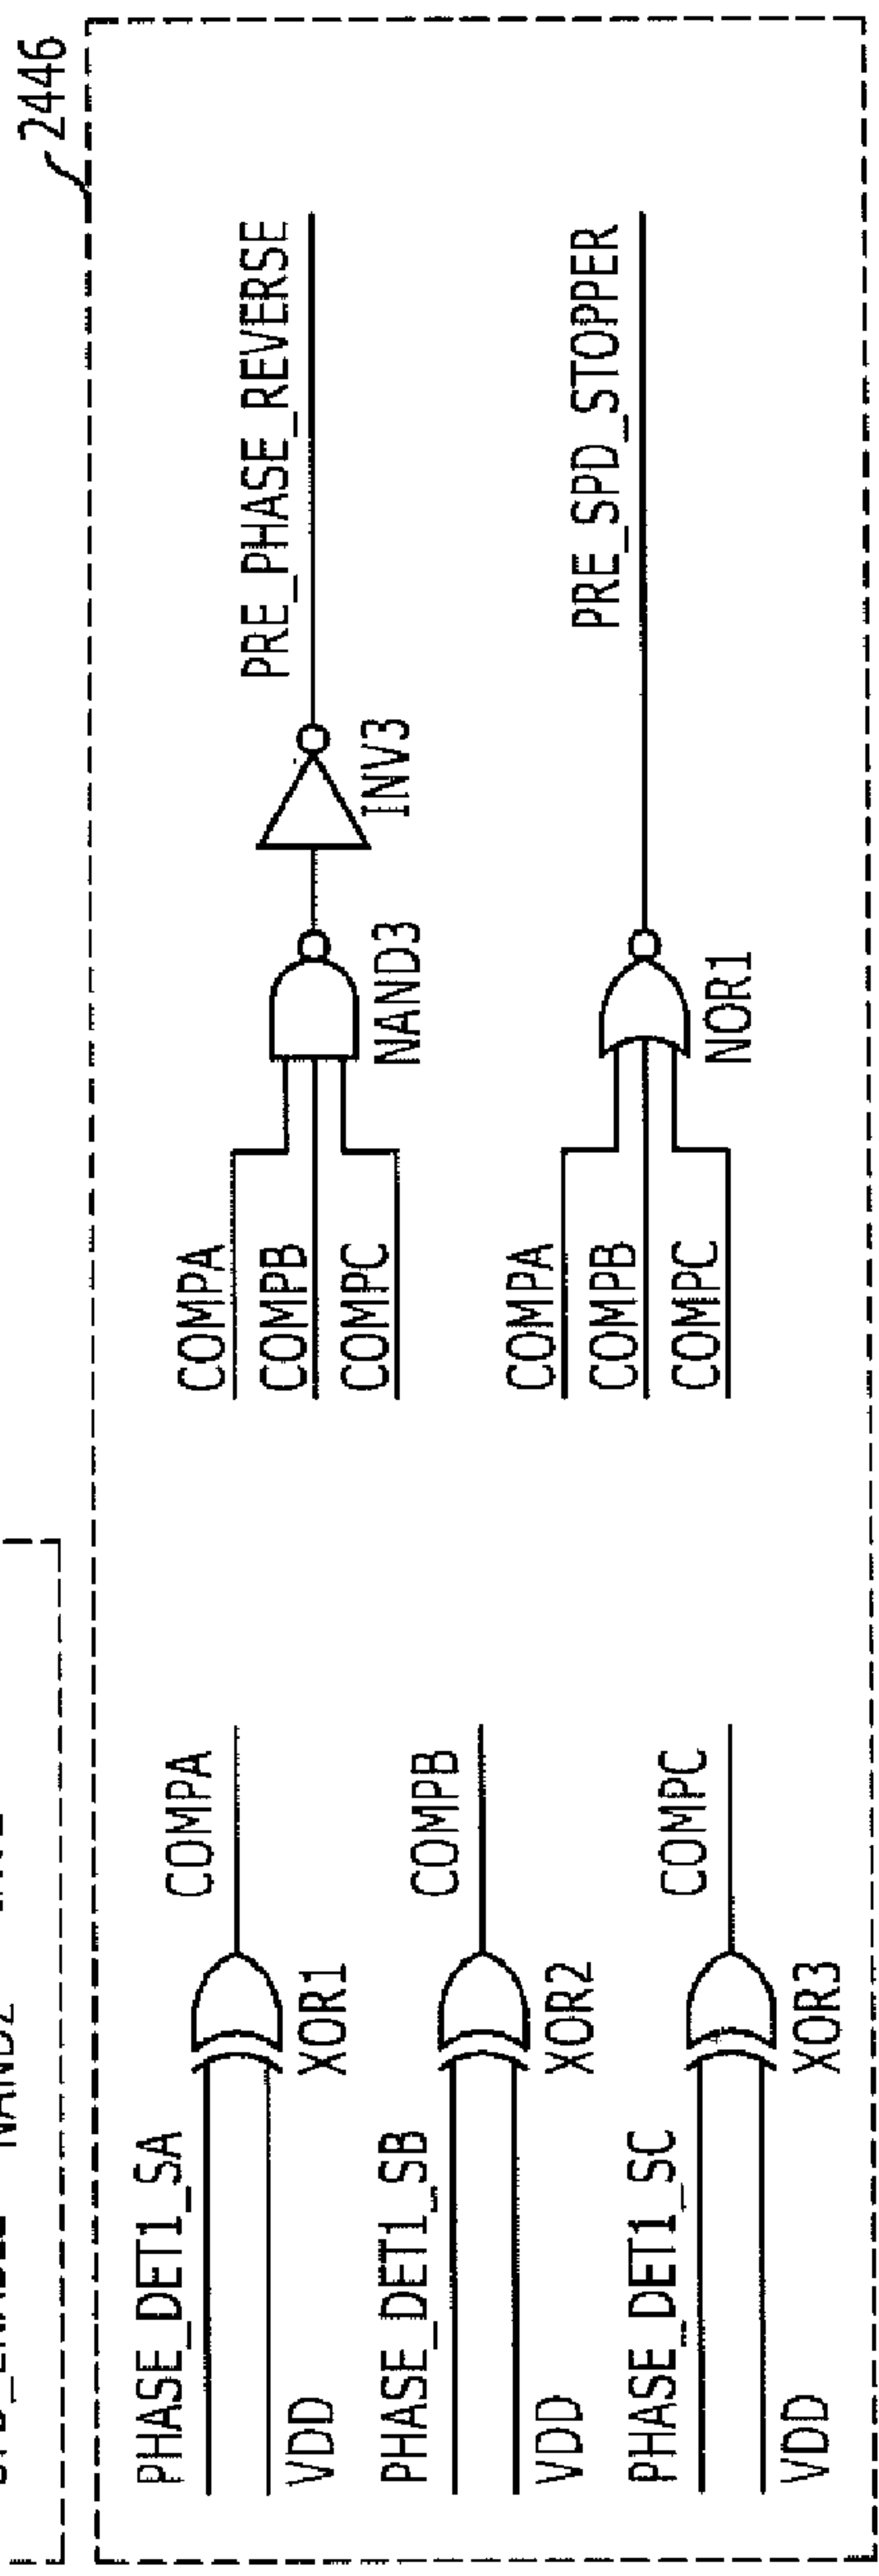 2446
PHASE_DET1_SA
VDD
XOR1
COMPA
PHASE_DET1_SB
VDD
XOR2
COMPB
PHASE_DET1_SC
VDD
XOR3
COMPC
COMPA
COMPB
COMPC
NAND3
INV3
PRE_PHASE_REVERSE
COMPA
COMPB
COMPC
NOR1
PRE_SPD_STOPPER